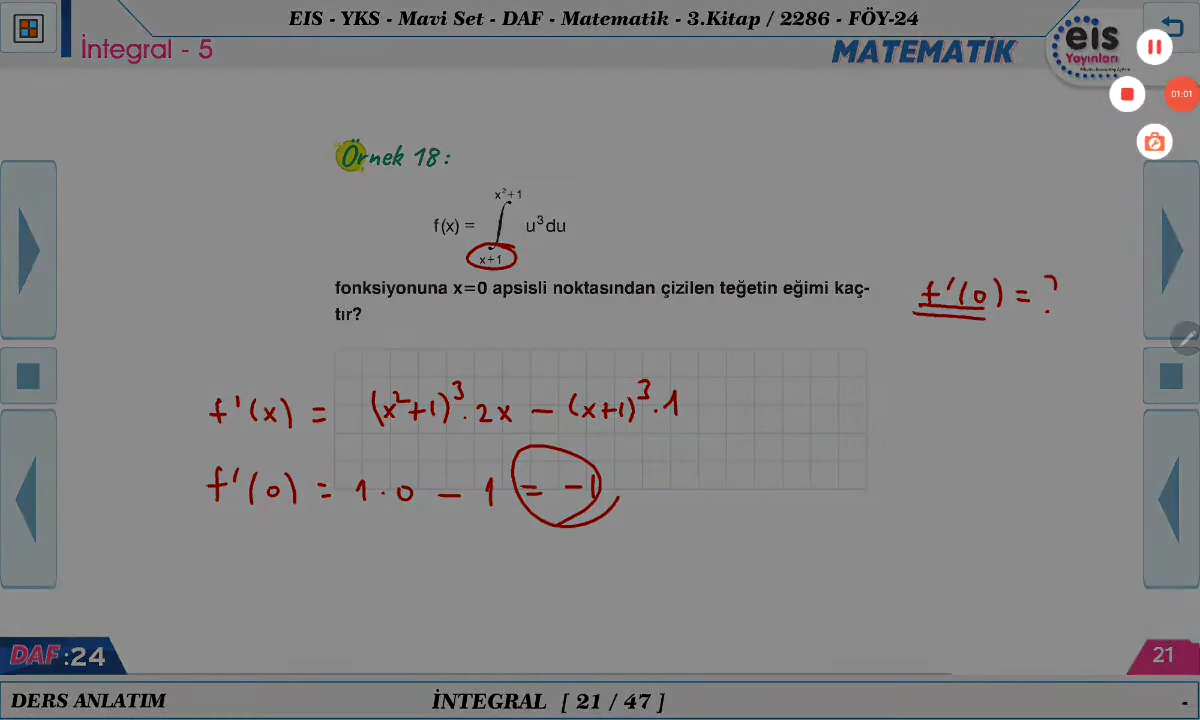 EIS - YKS - Mavi Set - DAF - Matematik - 3.Kitap / 2286 - FÖY-24
İntegral - 5
MATEMATİK
eis
Yayınları
01:01
Örnek 18:
x²+1
f(x) = ∫ u³du
x+1
fonksiyonuna x=0 apsisli noktasından çizilen teğetin eğimi kaç-
tır?
f'(0) = ?
f'(x) = (x²+1)³.2x - (x+1)³.1
f'(0) = 1.0 - 1 = -1
DAF:24
21
DERS ANLATIM
İNTEGRAL [ 21 / 47 ]
-